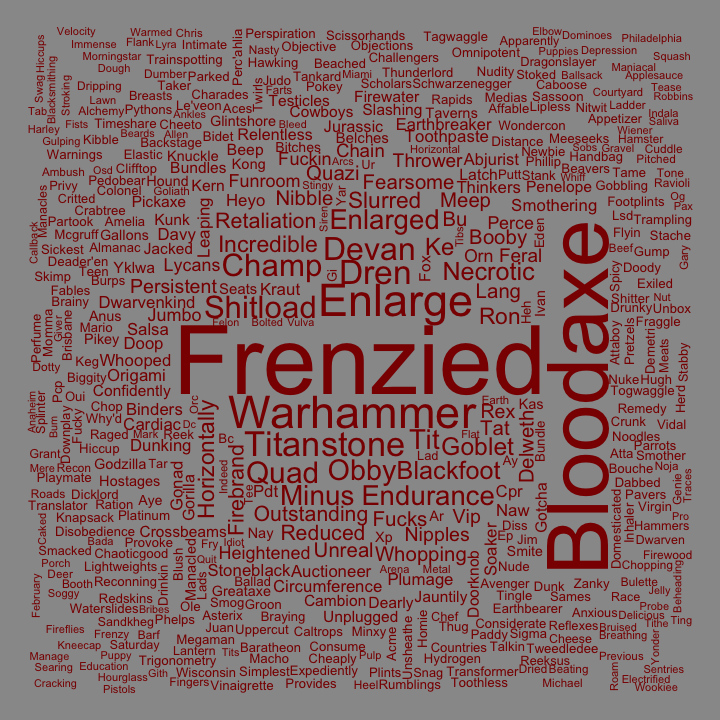 Frenzied
Bloodaxe
Warhammer
Enlarge
Titanstone
Minus Endurance
Quad
Obby
Blackfoot
Champ
Dren
Devan
Shitload
Enlarged
Necrotic
Incredible
Retaliation
Persistent
Outstanding
Horizontally
Firebrand
Goblet
Tit
Ke
Ron
Rex
Tat
Delweth
Quazi
Nibble
Slurred
Meep
Fearsome
Thrower
Chain
Fuckin
Funroom
Relentless
Earthbreaker
Toothpaste
Jurassic
Slashing
Firewater
Cowboys
Testicles
Glintshore
Abjurist
Latch
Thinkers
Penelope
Smothering
Booby
Perce
Bu
Orn
Feral
Lang
Fox
Kraut
Seats
Lycans
Jumbo
Dwarvenkind
Yklwa
Jacked
Davy
Kunk
Leaping
Heyo
Kern
Bundles
Kong
Beep
Bitches
Belches
Unreal
Reduced
Fucks
Vip
Nipples
Whopping
Heightened
Auctioneer
Stoneblack
Circumference
Plumage
Cambion
Dearly
Jauntily
Unplugged
Doorknob
Soaker
Gotcha
Crossbeams
Manacled
Gonad
Gorilla
Dunking
Cardiac
Binders
Confidently
Origami
Whooped
Doop
Salsa
Velocity
Immense
Warmed
Chris
Flank
Lyra
Intimate
Perspiration
Scissorhands
Tagwaggle
Apparently
Elbow
Dominates
Philadelphia
Hiccups
Swag
Blacksmithing
Morningstar
Dough
Trainspotting
Dumber
Parked
Perc'ahlia
Nasty
Objective
Objections
Hawking
Beached
Challengers
Omnipotent
Puppies
Depression
Dragonslayer
Squash
Maniacal
Applesauce
Stroking
Dripping
Taker
Charades
Twirls
Judo
Farts
Tankard
Miami
Pokey
Thunderlord
Scholars
Schwarzenegger
Nudity
Stoked
Ballsack
Caboose
Tease
Robbins
Courtyard
Tab
Lawn
Breasts
Alchemy
Pythons
Le'veon
Aces
Rapids
Medias
Sassoon
Affable
Lipless
Nitwit
Ladder
Appetizer
Indala
Saliva
Harley
Fists
Timeshare
Ankles
Cheeto
Bleed
Taverns
Wondercon
Wiener
Hamster
Gulping
Kibble
Beards
Allen
Backstory
Bidet
Distance
Meeseeks
Sobs
Gravel
Cuddle
Warnings
Elastic
Knuckle
Horizontal
Newbie
Phillip
Handbag
Pitched
Ambush
Osd
Clifftop
Arcs
Ur
Putts
Stank
Whiff
Beavers
Tame
Tone
Privy
Pedobear
Hound
Stingy
Yar
Gobbling
Ravioli
Colonel
Goliath
Critted
Pickaxe
Footprints
Og
Pax
Manacles
Crabtree
Siren
Lsd
Trampling
Partook
Amelia
Eden
Flyin
Stache
Callback
Mcgruff
Gallons
Tibs
Beef
Gump
Gary
Sickest
Almanac
Spicy
Doody
Deader'en
Skimp
Teen
Burps
Gi
Exiled
Fables
Heh
Ivan
Shitter
Nut
Brainy
Anus
Drunky
Unbox
Perfume
Momma
Giver
Brisbane
Mario
Pikey
Felon
Bolted
Vulva
Attaboy
Pretzels
Fraggle
Demetri
Meats
Stabby
Herd
Dotty
Keg
Biggity
Nuke
Hugh
Togwaggle
Pcp
Oui
Anaheim
Splinter
Burn
Downplay
Fucky
Chop
Why'd
Orc
Dc
Earth
Kas
Remedy
Crunk
Vidal
Raged
Mark
Reek
Bc
Flat
Bundle
Noodles
Hiccup
Lad
Parrots
Grant
Atta
Smother
Mere
Recon
Godzilla
Tar
Indeed
Ay
Bouche
Noja
Playmate
Hostages
Dabbed
Genie
Traces
Roads
Dicklord
Tee
Pdt
Cpr
Pavers
Translator
Ration
Aye
Virgin
Knapsack
Platinum
Naw
Domesticated
Inhaler
Pro
Caked
Disobedience
Nay
Xp
Ar
Diss
Hammers
Bada
Provoke
Fry
Idiot
Ep
Jim
Dwarven
Smacked
Chaoticgood
Smite
Firewood
Porch
Lightweights
Blush
Quit
Arena
Metal
Nude
Chopping
Deer
Reconning
Drinkin
Lads
Ballad
Avenger
Dunk
Zanky
Bulette
Beheading
February
Booth
Redskins
Greataxe
Tingle
Sames
Race
Jelly
Soggy
Waterslides
Bribed
Ole
Smog
Groon
Earthbearer
Anxious
Probe
Delicious
Sandkheg
Phelps
Asterix
Braying
Homie
Chef
Considerate
Reflexes
Bruised
Tithe
Ting
Fireflies
Frenzy
Barf
Juan
Uppercut
Caltrops
Minxy
Acme
Thug
Paddy
Sigma
Breathing
Kneecap
Saturday
Megaman
Baratheon
Consume
Unsheathe
Countries
Talkin
Cheese
Tweedledee
Yonder
Manage
Puppy
Lantern
Tits
Macho
Cheaply
Pulp
Hydrogen
Reeksus
Previous
Searing
Education
Trigonometry
Wisconsin
Simplest
Expediently
Plints
Snag
Transformer
Dried
Beating
Roam
Sentries
Hourglass
Gith
Electrified
Cracking
Pistols
Fingers
Vinaigrette
Provides
Heel
Rumblings
Toothless
Michael
Wookiee